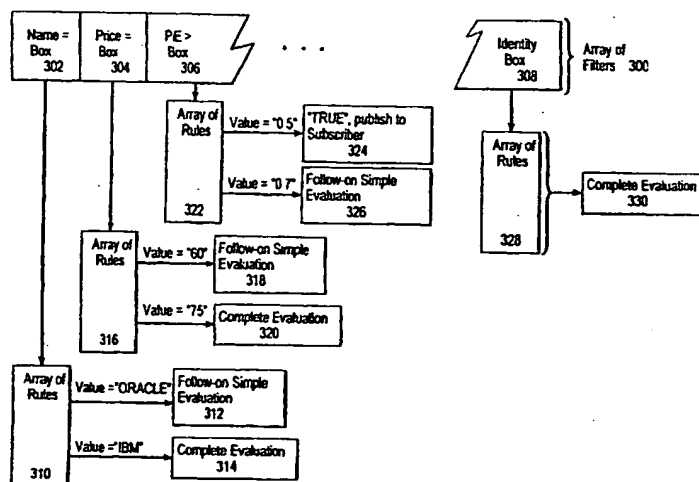 Name =
Box
302
Price =
Box
304
PE >
Box
306
. . .
Identity
Box
308
Array of
Filters 300
Array of
Rules
322
Value = "0 5"
"TRUE", publish to
Subscriber
324
Value = "0 7"
Follow-on Simple
Evaluation
326
Array of
Rules
328
Complete Evaluation
330
Array of
Rules
316
Value = "60"
Follow-on Simple
Evaluation
318
Value = "75"
Complete Evaluation
320
Array of
Rules
310
Value ="ORACLE"
Follow-on Simple
Evaluation
312
Value ="IBM"
Complete Evaluation
314